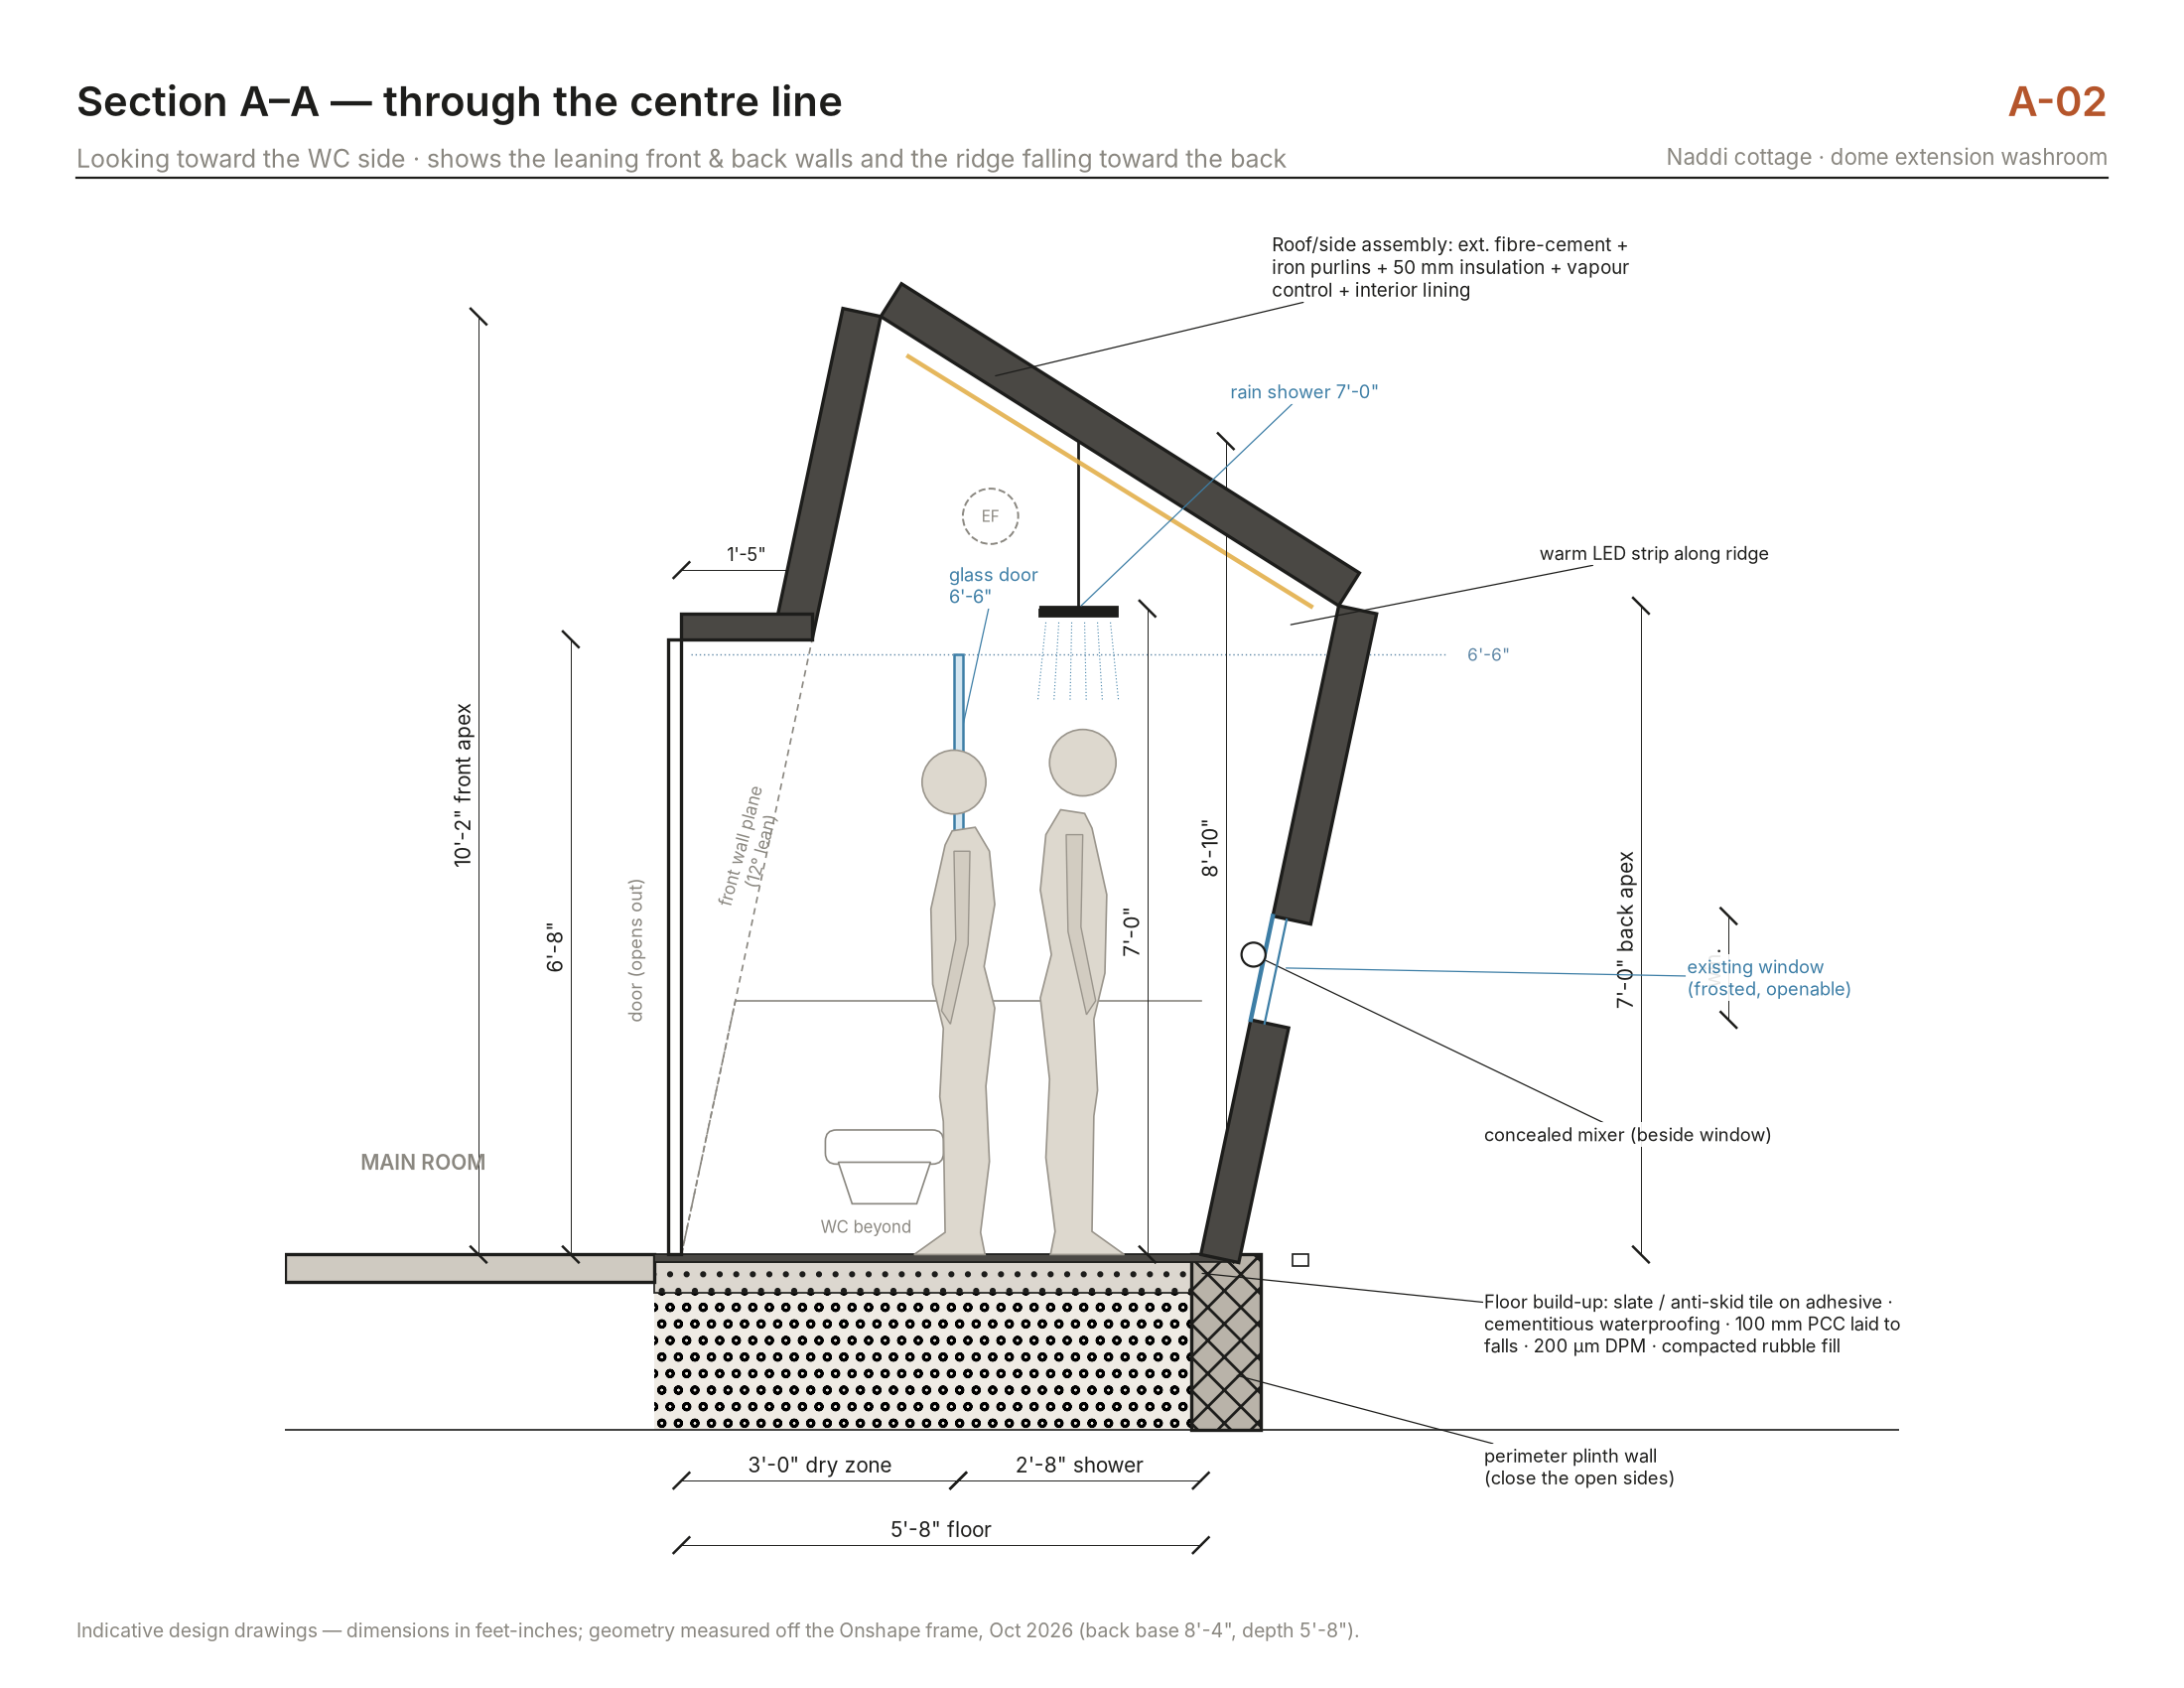 Section A–A — through the centre line
A-02
Looking toward the WC side · shows the leaning front & back walls and the ridge falling toward the back
Naddi cottage · dome extension washroom
Roof/side assembly: ext. fibre-cement +
iron purlins + 50 mm insulation + vapour
control + interior lining
rain shower 7'-0"
EF
1'-5"
glass door
6'-6"
warm LED strip along ridge
6'-6"
10'-2" front apex
6'-8"
door (opens out)
front wall plane
(12° lean)
7'-0"
8'-10"
7'-0" back apex
existing window
(frosted, openable)
concealed mixer (beside window)
MAIN ROOM
WC beyond
Floor build-up: slate / anti-skid tile on adhesive ·
cementitious waterproofing · 100 mm PCC laid to
falls · 200 µm DPM · compacted rubble fill
perimeter plinth wall
(close the open sides)
3'-0" dry zone
2'-8" shower
5'-8" floor
Indicative design drawings — dimensions in feet-inches; geometry measured off the Onshape frame, Oct 2026 (back base 8'-4", depth 5'-8").